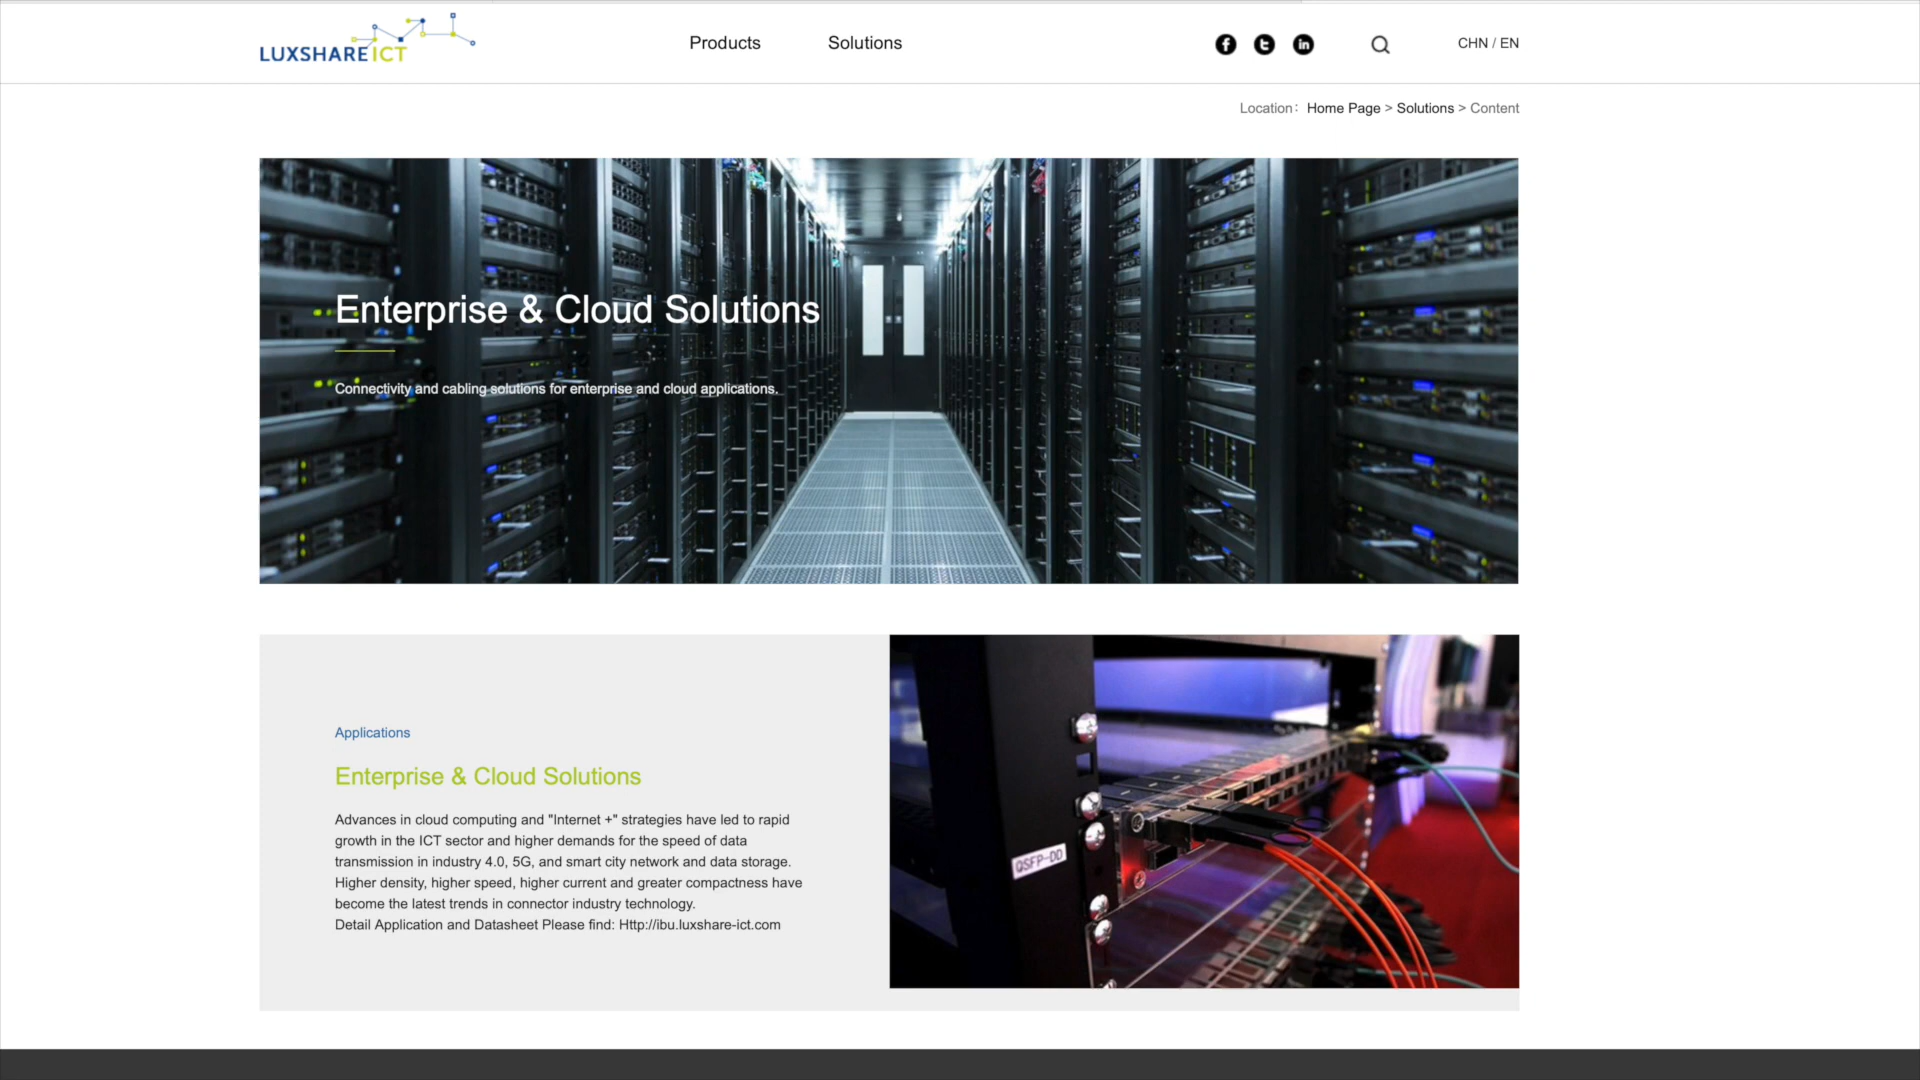 LUXSHARE ICT
Products
Solutions
CHN / EN
Location: Home Page > Solutions > Content
Enterprise & Cloud Solutions
Connectivity and cabling solutions for enterprise and cloud applications.
Applications
Enterprise & Cloud Solutions
Advances in cloud computing and "Internet +" strategies have led to rapid
growth in the ICT sector and higher demands for the speed of data
transmission in industry 4.0, 5G, and smart city network and data storage.
Higher density, higher speed, higher current and greater compactness have
become the latest trends in connector industry technology.
Detail Application and Datasheet Please find: Http://ibu.luxshare-ict.com
QSFP-DD